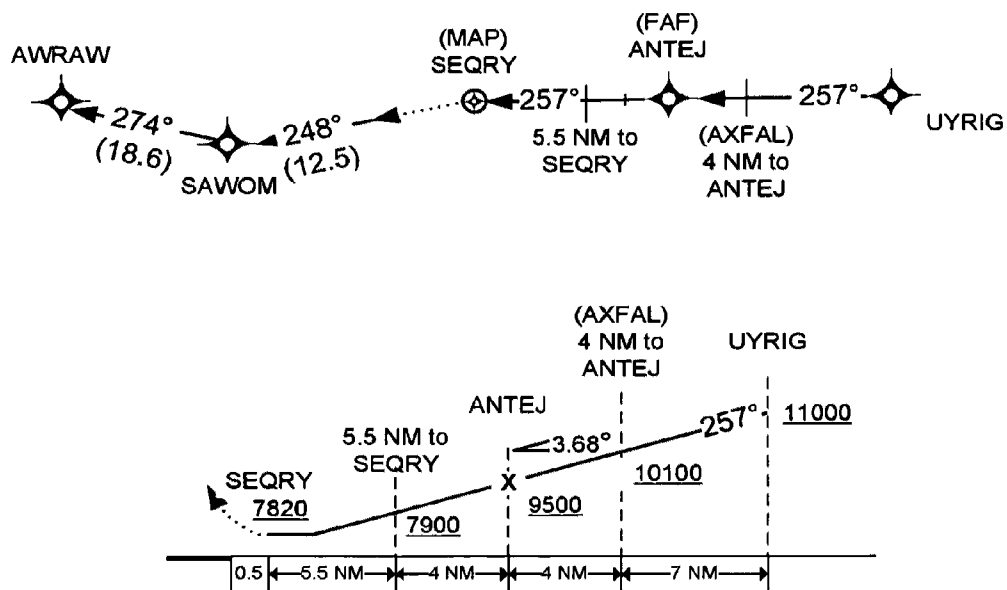 (FAF)
ANTEJ
(MAP)
SEQRY
AWRAW
257°
257°
UYRIG
274°
(18.6)
248°
(12.5)
5.5 NM to
SEQRY
(AXFAL)
4 NM to
ANTEJ
SAWOM
(AXFAL)
4 NM to
ANTEJ
UYRIG
ANTEJ
257°
11000
5.5 NM to
SEQRY
3.68°
10100
SEQRY
7820
9500
7900
0.5
5.5 NM
4 NM
4 NM
7 NM